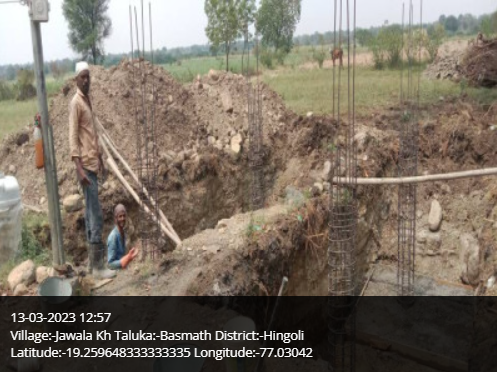 13-03-2023 12:57
Village:-Jawala Kh Taluka:-Basmath District:-Hingoli
Latitude:-19.259648333333335 Longitude:-77.03042